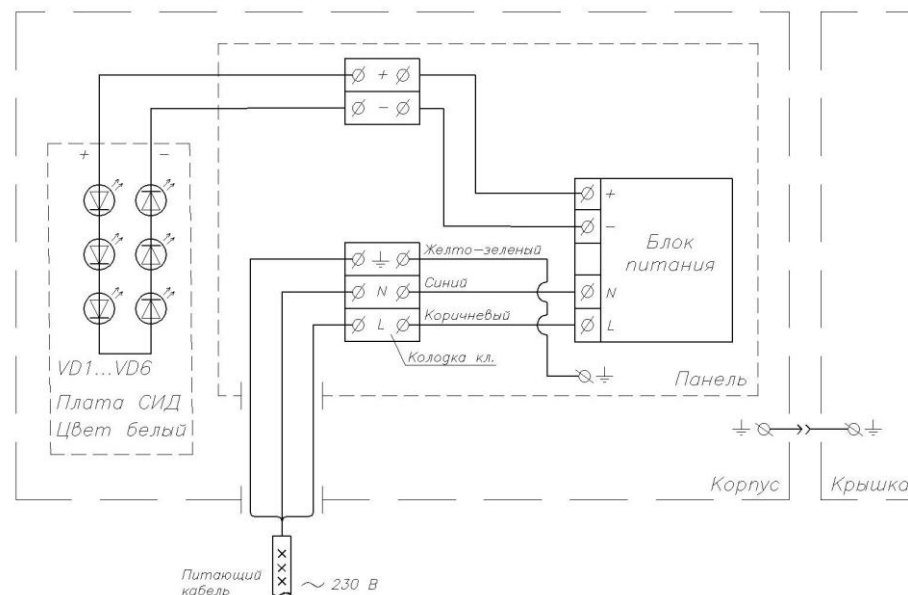 +
−
+ −
+
−
Блок
питания
N
L
Желто-зеленый
N
Синий
L
Коричневый
Колодка кл.
Панель
VD1...VD6
Плата СИД
Цвет белый
Корпус
Крышка
Питающий
кабель
~ 230 В